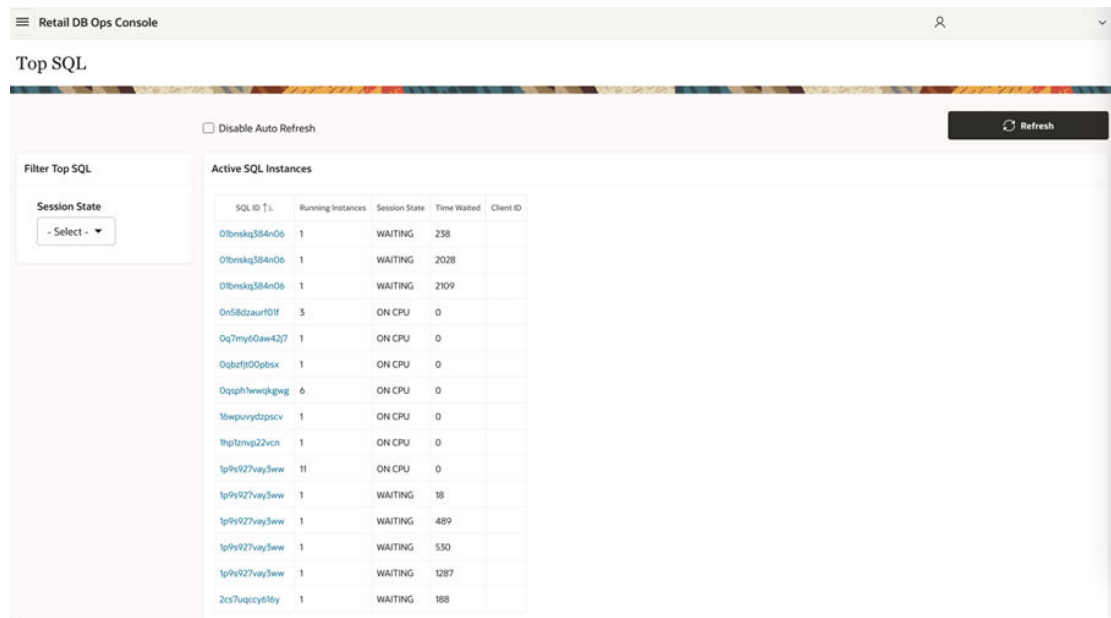 Retail DB Ops Console
Top SQL
Disable Auto Refresh
Refresh
Filter Top SQL
Active SQL Instances
Session State
- Select -
SQL ID Running Instances Session State Time Waited Client ID
01bnskq384n06 1 WAITING 238
01bnskq384n06 1 WAITING 2028
01bnskq384n06 1 WAITING 2109
0n58dzaurf01f 3 ON CPU 0
0q7my60aw42j7 1 ON CPU 0
0qbzfjt00pbsx 1 ON CPU 0
0qsph1wwqkgwg 6 ON CPU 0
16wpuvydzpscv 1 ON CPU 0
1hp1znvp22vcn 1 ON CPU 0
1p9s927vay3ww 11 ON CPU 0
1p9s927vay3ww 1 WAITING 18
1p9s927vay3ww 1 WAITING 489
1p9s927vay3ww 1 WAITING 530
1p9s927vay3ww 1 WAITING 1287
2cs7uqccy616y 1 WAITING 188